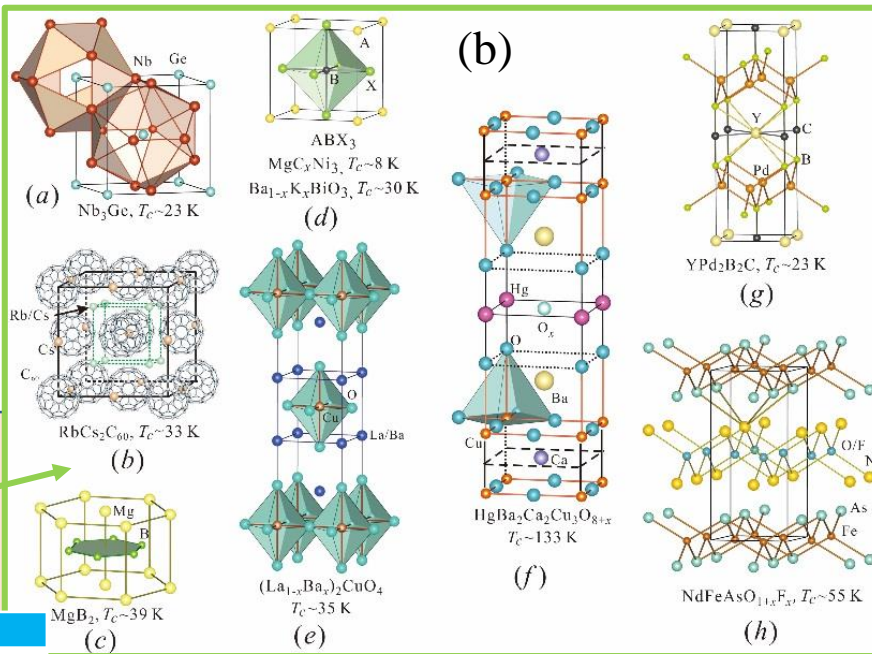 (b)
Nb
Ge
(a)
Nb₃Ge, Tc~23 K
A
B
X
ABX₃
MgCₓNi₃, Tc~8 K
Ba₁₋ₓKₓBiO₃, Tc~30 K
(d)
Y
C
B
Pd
YPd₂B₂C, Tc~23 K
(g)
Rb/Cs
Cs
C₆₀
RbCs₂C₆₀, Tc~33 K
(b)
Mg
B
MgB₂, Tc~39 K
(c)
O
Cu
La/Ba
(La₁₋ₓBaₓ)₂CuO₄
Tc~35 K
(e)
Hg
Oₓ
O
Ba
Cu
Ca
HgBa₂Ca₂Cu₃O₈₊ₓ
Tc~133 K
(f)
O/F
N
As
Fe
NdFeAsO₁₊ₓFₓ, Tc~55 K
(h)